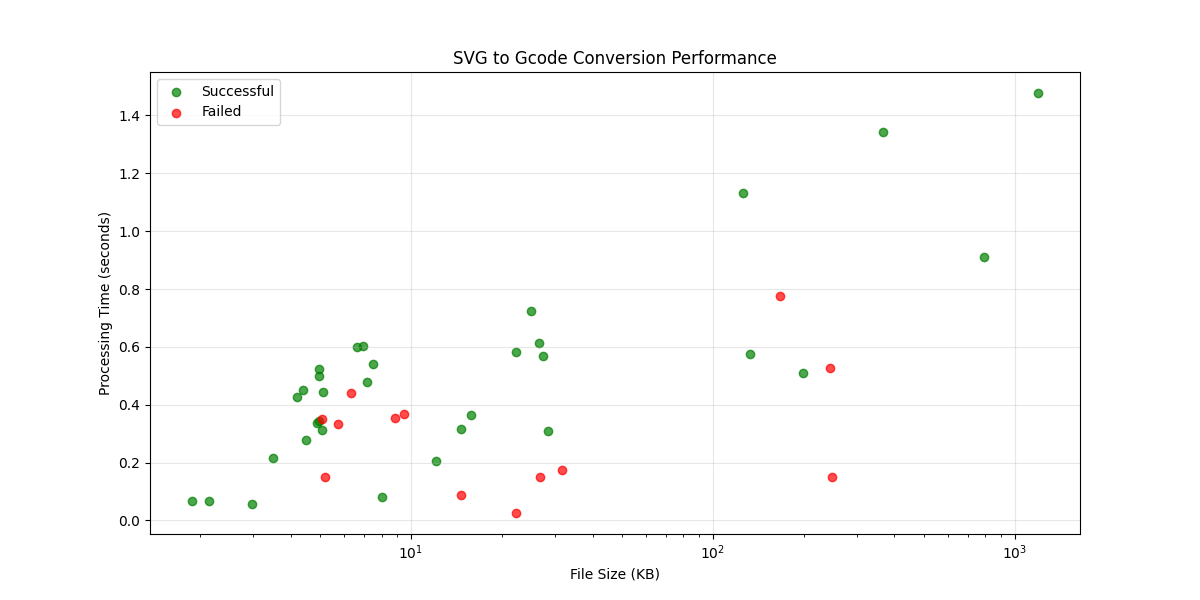 SVG to Gcode Conversion Performance
Successful
Failed
Processing Time (seconds)
1.4
1.2
1.0
0.8
0.6
0.4
0.2
0.0
10¹
10²
10³
File Size (KB)